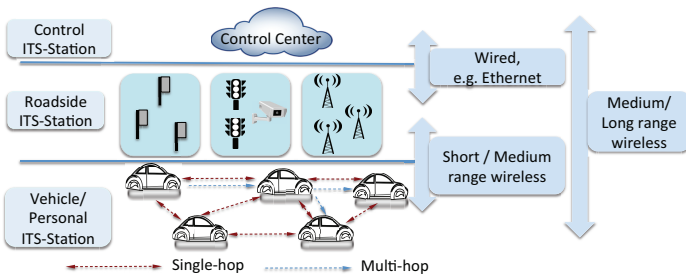 Control
ITS-Station
Control Center
Wired,
e.g. Ethernet
Roadside
ITS-Station
Medium/
Long range
wireless
Short / Medium
range wireless
Vehicle/
Personal
ITS-Station
Single-hop
Multi-hop